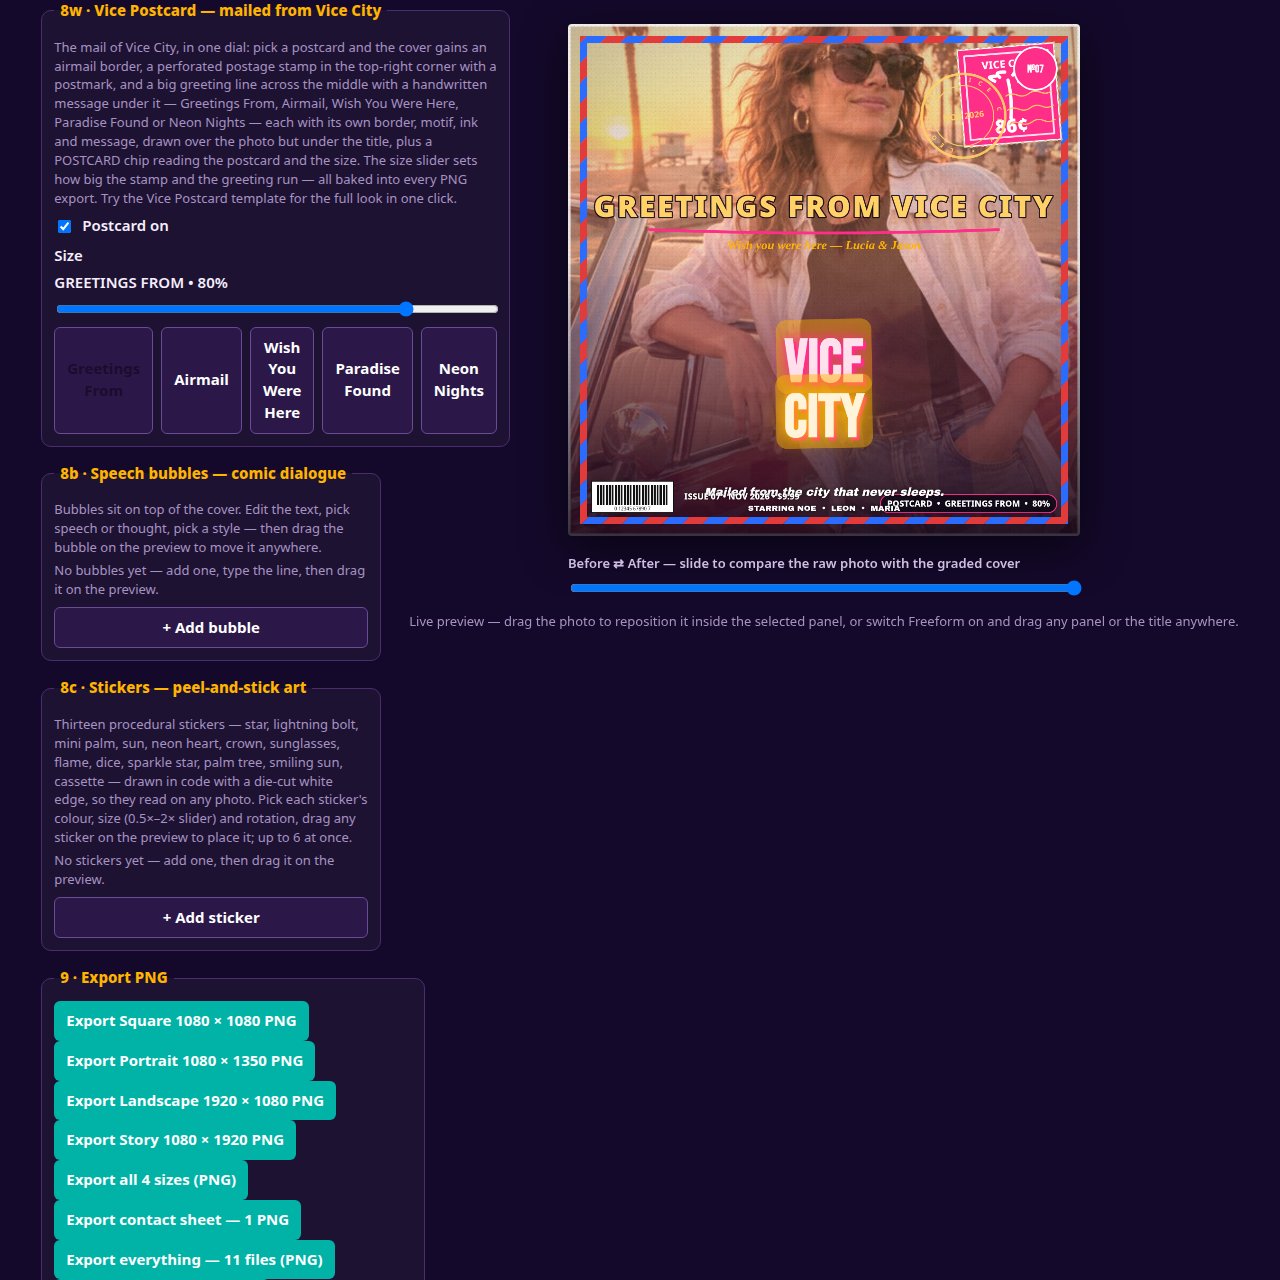 8w · Vice Postcard — mailed from Vice City
The mail of Vice City, in one dial: pick a postcard and the cover gains an
airmail border, a perforated postage stamp in the top-right corner with a
postmark, and a big greeting line across the middle with a handwritten
message under it — Greetings From, Airmail, Wish You Were Here,
Paradise Found or Neon Nights — each with its own border, motif, ink
and message, drawn over the photo but under the title, plus a
POSTCARD chip reading the postcard and the size. The size slider sets
how big the stamp and the greeting run — all baked into every PNG
export. Try the Vice Postcard template for the full look in one click.
Postcard on
Size
GREETINGS FROM • 80%
Greetings
From
Airmail
Wish
You
Were
Here
Paradise
Found
Neon
Nights
8b · Speech bubbles — comic dialogue
Bubbles sit on top of the cover. Edit the text, pick
speech or thought, pick a style — then drag the
bubble on the preview to move it anywhere.
No bubbles yet — add one, type the line, then drag
it on the preview.
+ Add bubble
8c · Stickers — peel-and-stick art
Thirteen procedural stickers — star, lightning bolt,
mini palm, sun, neon heart, crown, sunglasses,
flame, dice, sparkle star, palm tree, smiling sun,
cassette — drawn in code with a die-cut white
edge, so they read on any photo. Pick each sticker's
colour, size (0.5×–2× slider) and rotation, drag any
sticker on the preview to place it; up to 6 at once.
No stickers yet — add one, then drag it on the
preview.
+ Add sticker
9 · Export PNG
Export Square 1080 × 1080 PNG
Export Portrait 1080 × 1350 PNG
Export Landscape 1920 × 1080 PNG
Export Story 1080 × 1920 PNG
Export all 4 sizes (PNG)
Export contact sheet — 1 PNG
Export everything — 11 files (PNG)
VICE
№07
2026
86¢
GREETINGS FROM VICE CITY
Wish you were here — Lucia & Jason
VICE
CITY
Mailed from the city that never sleeps.
ISSUE 07 • NOV 2026 • $9.99
STARRING NOE • LEON • MARIA
POSTCARD • GREETINGS FROM • 80%
Before ⇄ After — slide to compare the raw photo with the graded cover
Live preview — drag the photo to reposition it inside the selected panel, or switch Freeform on and drag any panel or the title anywhere.